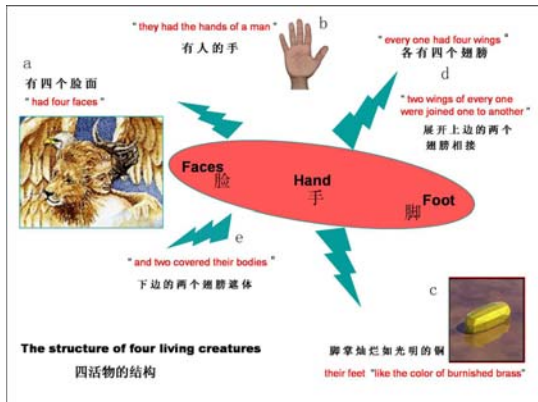 a
有四个脸面
"had four faces"
"they had the hands of a man"
b
有人的手
"every one had four wings"
各有四个翅膀
d
"two wings of every one
were joined one to another"
展开上边的两个
翅膀相接
Faces
脸
Hand
手
Foot
脚
e
"and two covered their bodies"
下边的两个翅膀遮体
c
脚掌灿烂如光明的铜
their feet "like the color of burnished brass"
The structure of four living creatures
四活物的结构